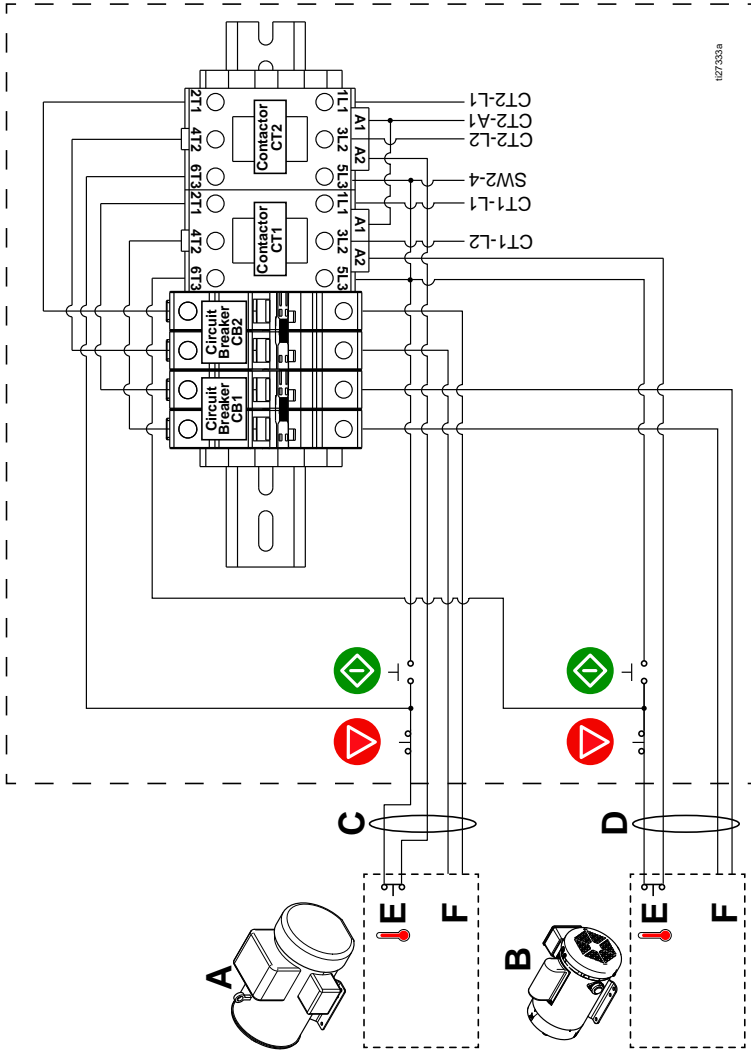 ti27333a
CT2-L1
CT2-A1
CT2-L2
SW2-4
CT1-L1
CT1-L2
2T1
4T2
6T3
2T1
4T2
6T3
Contactor
CT2
Contactor
CT1
1L1
3L2
5L3
1L1
3L2
5L3
A1
A2
A1
A2
Circuit
Breaker
CB2
Circuit
Breaker
CB1
C
D
A
E
F
B
E
F